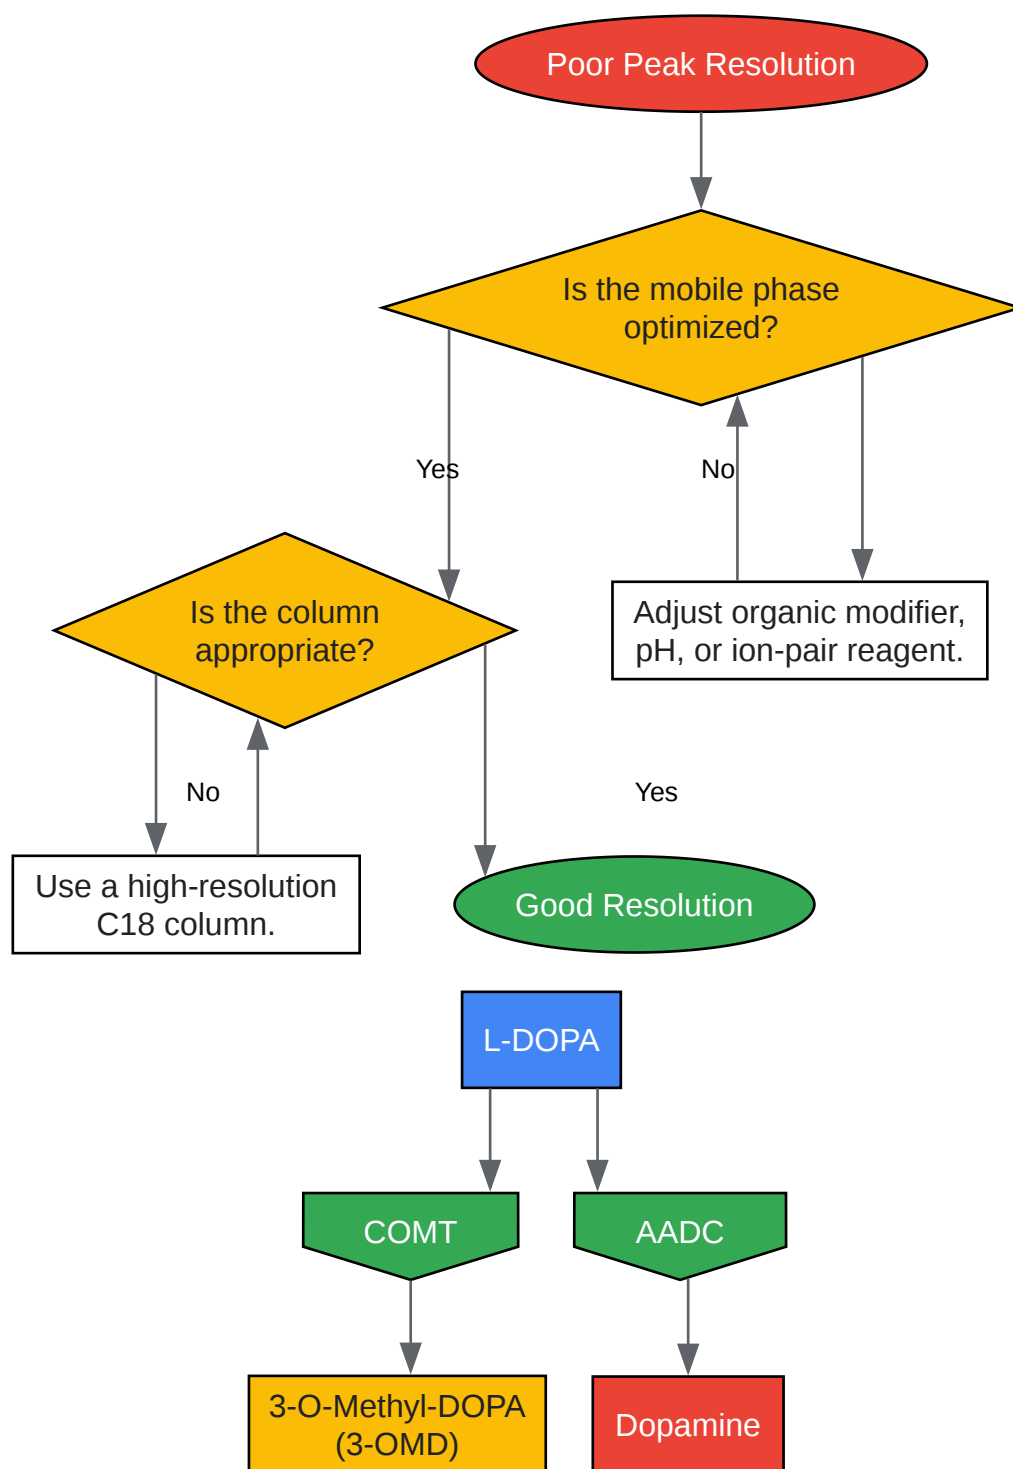 Poor Peak Resolution
Is the mobile phase
optimized?
Yes
No
Is the column
appropriate?
Adjust organic modifier,
pH, or ion-pair reagent.
No
Yes
Use a high-resolution
C18 column.
Good Resolution
L-DOPA
COMT
AADC
3-O-Methyl-DOPA
(3-OMD)
Dopamine